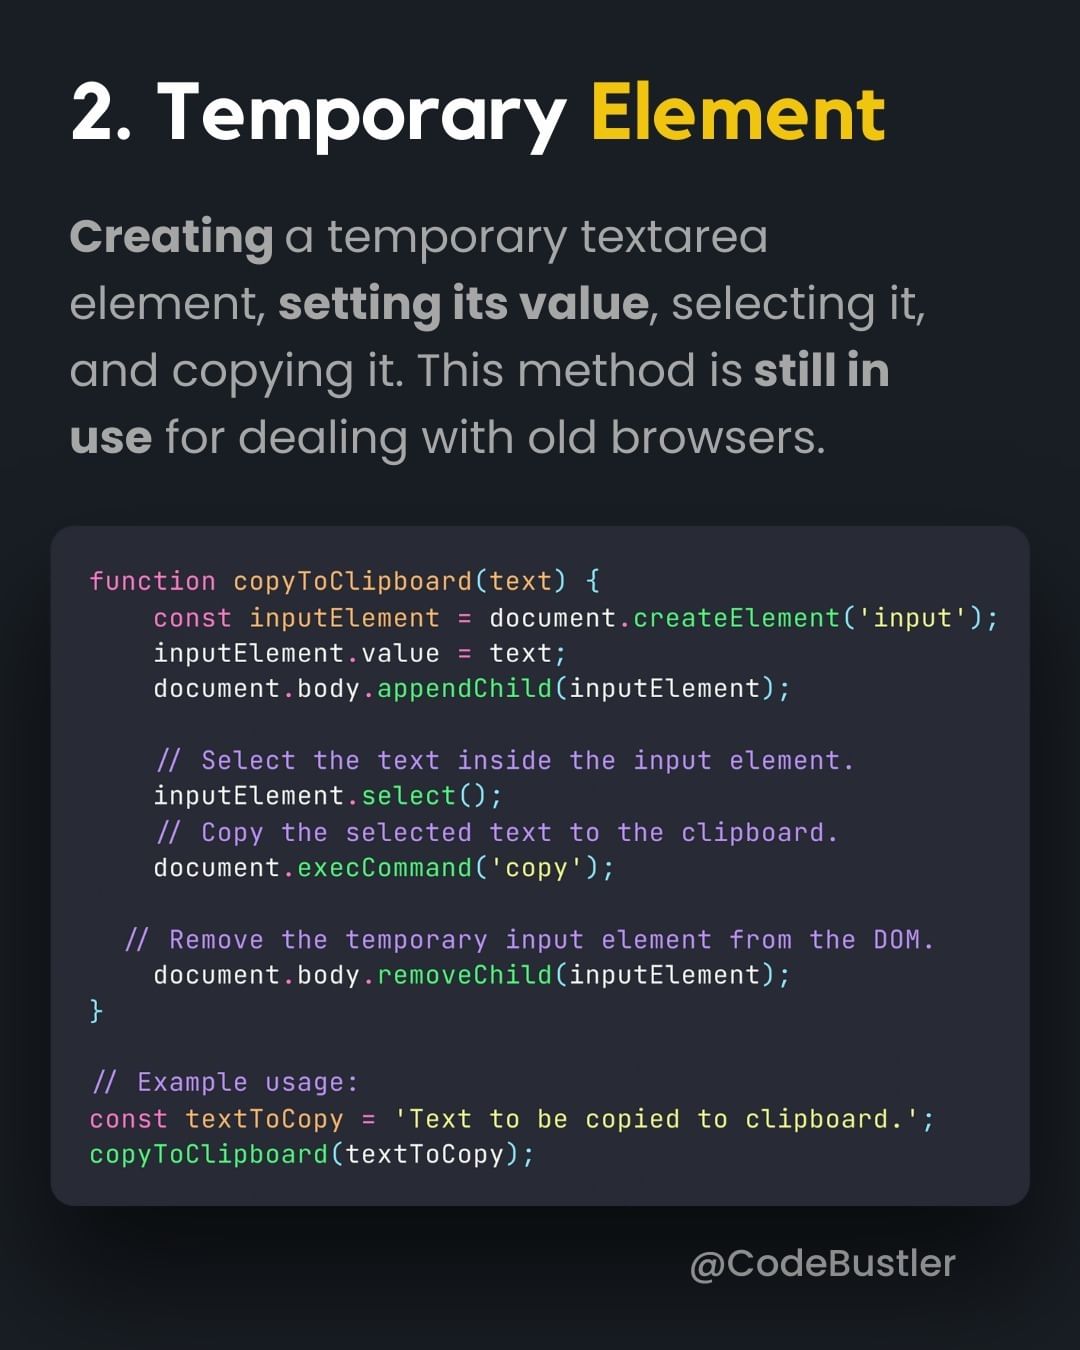 2. Temporary Element
Creating a temporary textarea
element, setting its value, selecting it,
and copying it. This method is still in
use for dealing with old browsers.
function copyToClipboard(text) {
    const inputElement = document.createElement('input');
    inputElement.value = text;
    document.body.appendChild(inputElement);
    // Select the text inside the input element.
    inputElement.select();
    // Copy the selected text to the clipboard.
    document.execCommand('copy');
  // Remove the temporary input element from the DOM.
    document.body.removeChild(inputElement);
}
// Example usage:
const textToCopy = 'Text to be copied to clipboard.';
copyToClipboard(textToCopy);
@CodeBustler